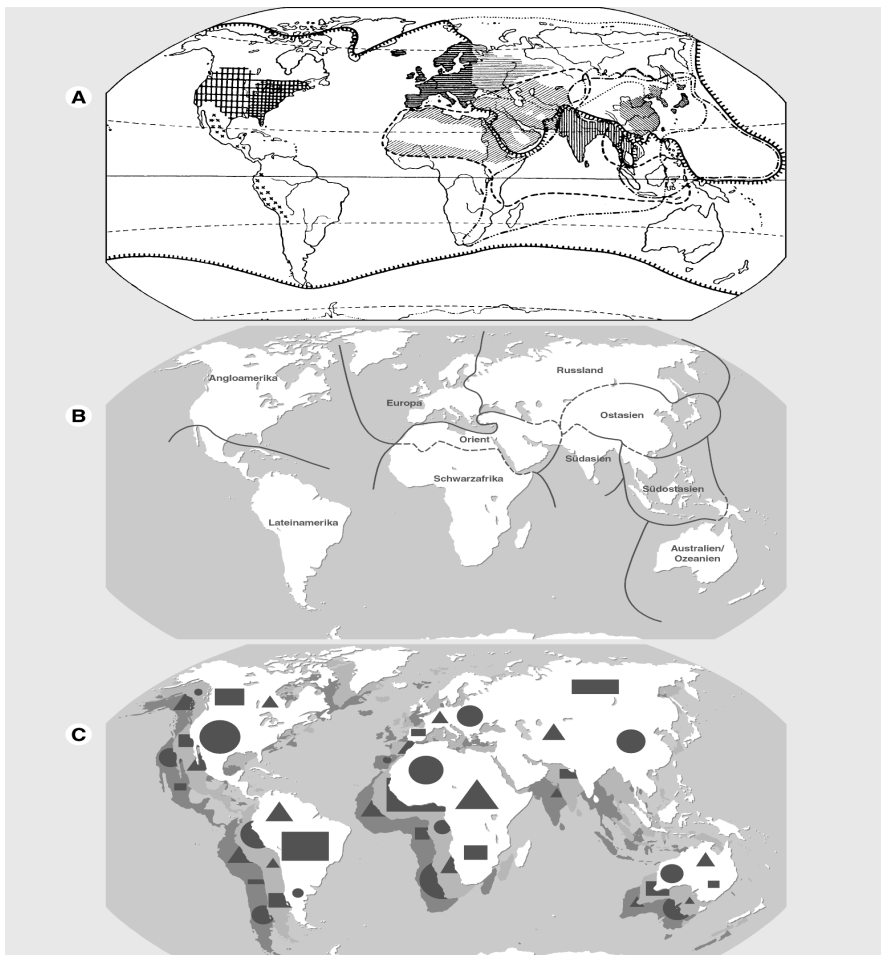 A
B
Angloamerika
Russland
Europa
Ostasien
Orient
Südasien
Schwarzafrika
Südostasien
Lateinamerika
Australien/
Ozeanien
C